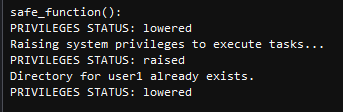 safe_function():
PRIVILEGES STATUS: lowered
Raising system privileges to execute tasks...
PRIVILEGES STATUS: raised
Directory for user1 already exists.
PRIVILEGES STATUS: lowered